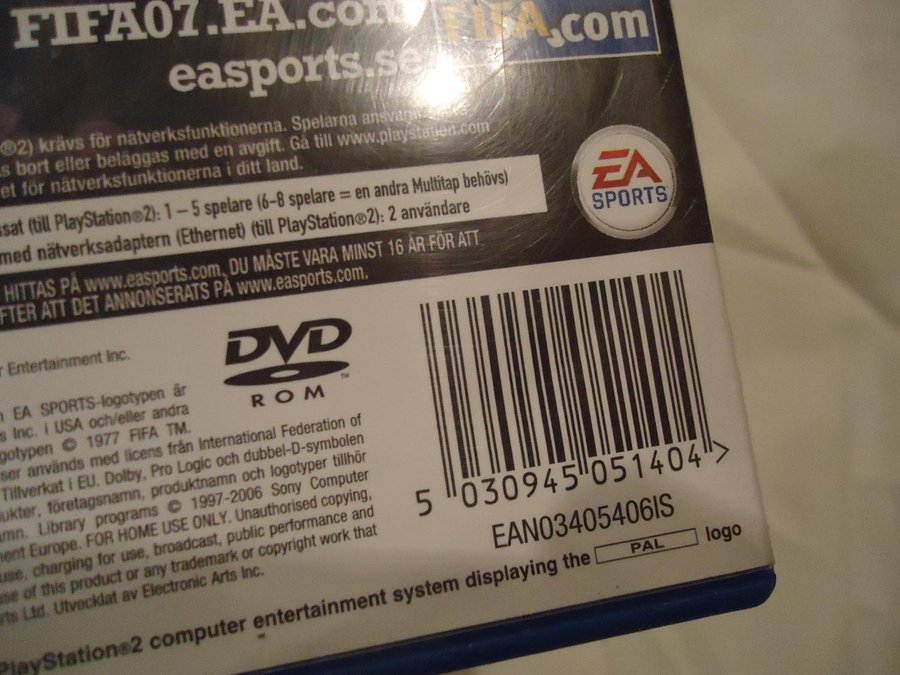 FIFA07.EA.com
FIFA.com
easports.se
®2) krävs för nätverksfunktionerna. Spelarna ansvarar
s bort eller beläggas med en avgift. Gå till www.playstation.com
et för nätverksfunktionerna i ditt land.
ssat (till PlayStation®2): 1 – 5 spelare (6-8 spelare = en andra Multitap behövs)
med nätverksadaptern (Ethernet) (till PlayStation®2): 2 användare
EA
SPORTS
HITTAS PÅ www.easports.com. DU MÅSTE VARA MINST 16 ÅR FÖR ATT
FTER ATT DET ANNONSERATS PÅ www.easports.com.
r Entertainment Inc.
DVD
ROM™
EA SPORTS-logotypen är
s Inc. i USA och/eller andra
gotypen © 1977 FIFA TM.
ser används med licens från International Federation of
Tillverkat i EU. Dolby, Pro Logic och dubbel-D-symbolen
ukter, företagsnamn, produktnamn och logotyper tillhör
amn. Library programs © 1997-2006 Sony Computer
ent Europe. FOR HOME USE ONLY. Unauthorised copying,
use, charging for use, broadcast, public performance and
se of this product or any trademark or copyright work that
rts Ltd. Utvecklat av Electronic Arts Inc.
5 030945 051404 >
EAN03405406IS
PlayStation®2 computer entertainment system displaying the PAL logo